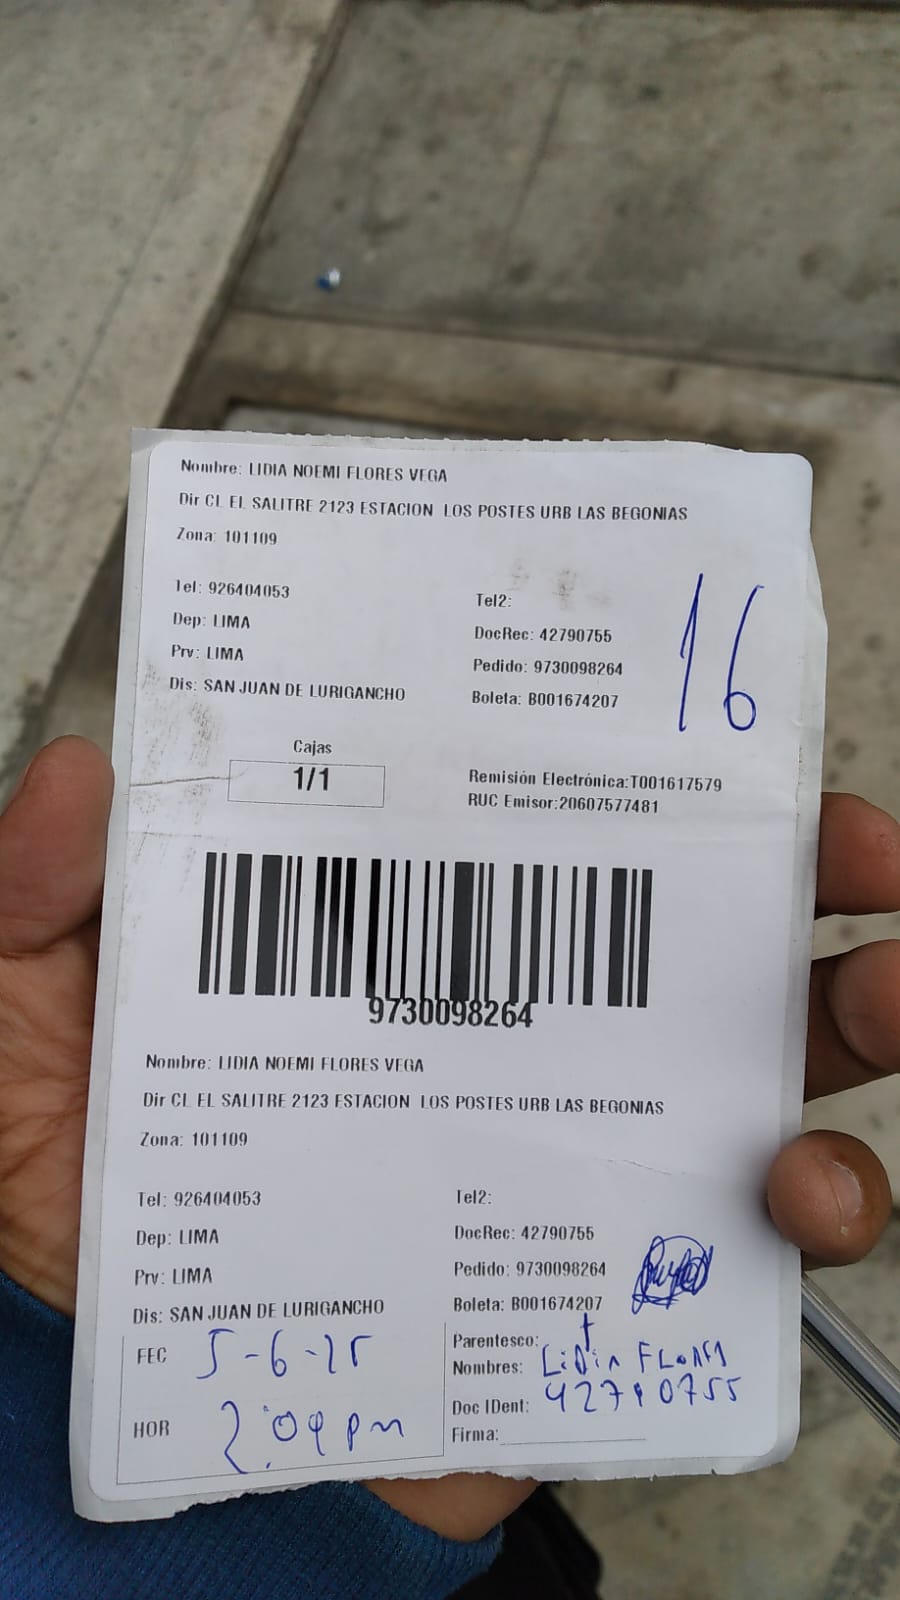 Nombre: LIDIA NOEMI FLORES VEGA
Dir CL EL SALITRE 2123 ESTACION LOS POSTES URB LAS BEGONIAS
Zona: 101109
Tel: 926404053
Tel2:
Dep: LIMA
DocRec: 42790755
Prv: LIMA
Pedido: 9730098264
Dis: SAN JUAN DE LURIGANCHO
Boleta: B001674207
16
Cajas
1/1
Remisión Electrónica:T001617579
RUC Emisor:20607577481
9730098264
Nombre: LIDIA NOEMI FLORES VEGA
Dir CL EL SALITRE 2123 ESTACION LOS POSTES URB LAS BEGONIAS
Zona: 101109
Tel: 926404053
Tel2:
Dep: LIMA
DocRec: 42790755
Prv: LIMA
Pedido: 9730098264
Dis: SAN JUAN DE LURIGANCHO
Boleta: B001674207
FEC 5-6-25
Parentesco:
Nombres: LiDia FLORES
HOR 2:09 pm
Doc IDent: 42790755
Firma: